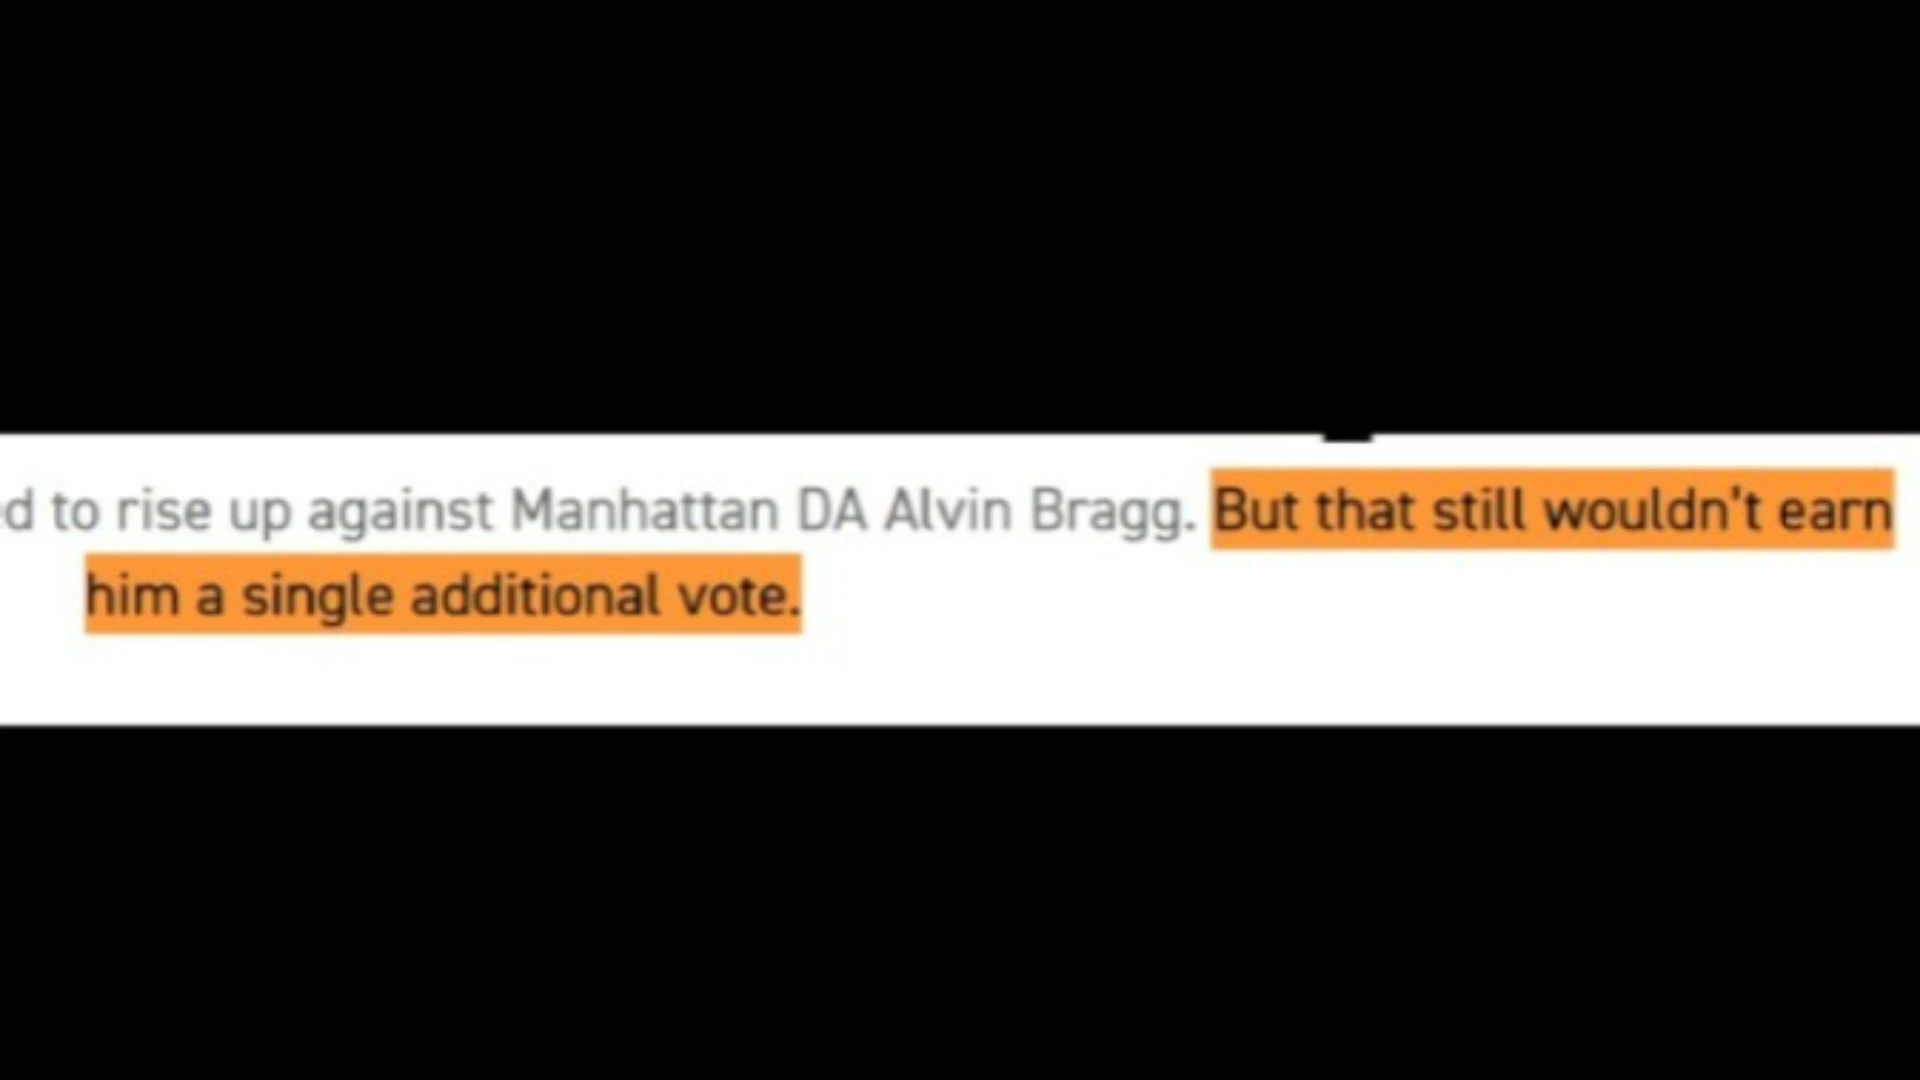 to rise up against Manhattan DA Alvin Bragg. But that still wouldn't earn
him a single additional vote.